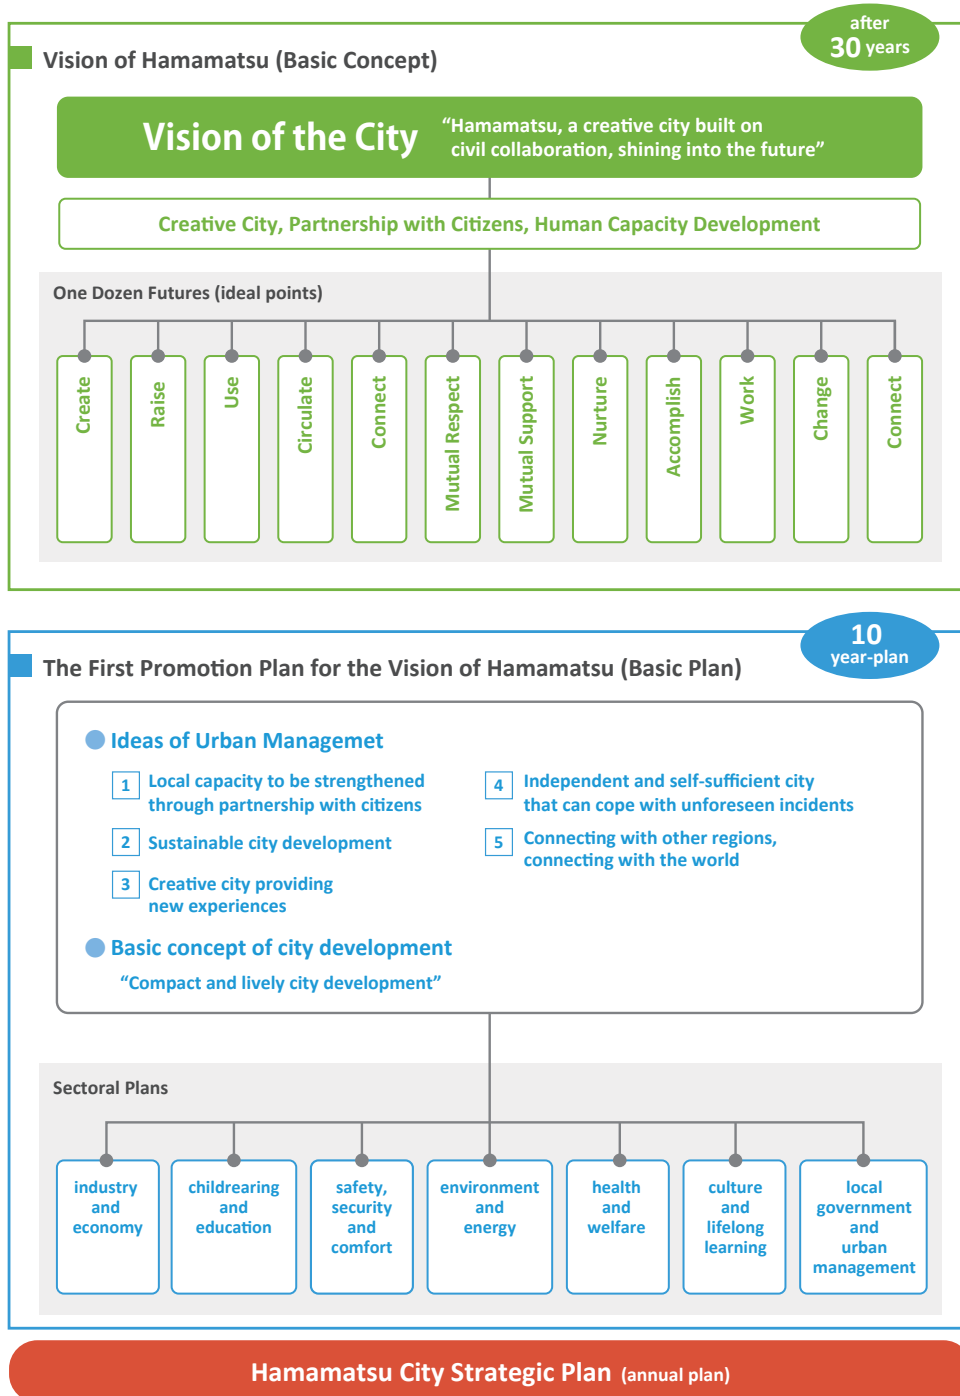 after
30 years
Vision of Hamamatsu (Basic Concept)
Vision of the City
“Hamamatsu, a creative city built on
civil collaboration, shining into the future”
Creative City, Partnership with Citizens, Human Capacity Development
One Dozen Futures (ideal points)
Create
Raise
Use
Circulate
Connect
Mutual Respect
Mutual Support
Nurture
Accomplish
Work
Change
Connect
10
year-plan
The First Promotion Plan for the Vision of Hamamatsu (Basic Plan)
Ideas of Urban Managemet
1 Local capacity to be strengthened
through partnership with citizens
2 Sustainable city development
3 Creative city providing
new experiences
4 Independent and self-sufficient city
that can cope with unforeseen incidents
5 Connecting with other regions,
connecting with the world
Basic concept of city development
“Compact and lively city development”
Sectoral Plans
industry
and
economy
childrearing
and
education
safety,
security
and
comfort
environment
and
energy
health
and
welfare
culture
and
lifelong
learning
local
government
and
urban
management
Hamamatsu City Strategic Plan (annual plan)